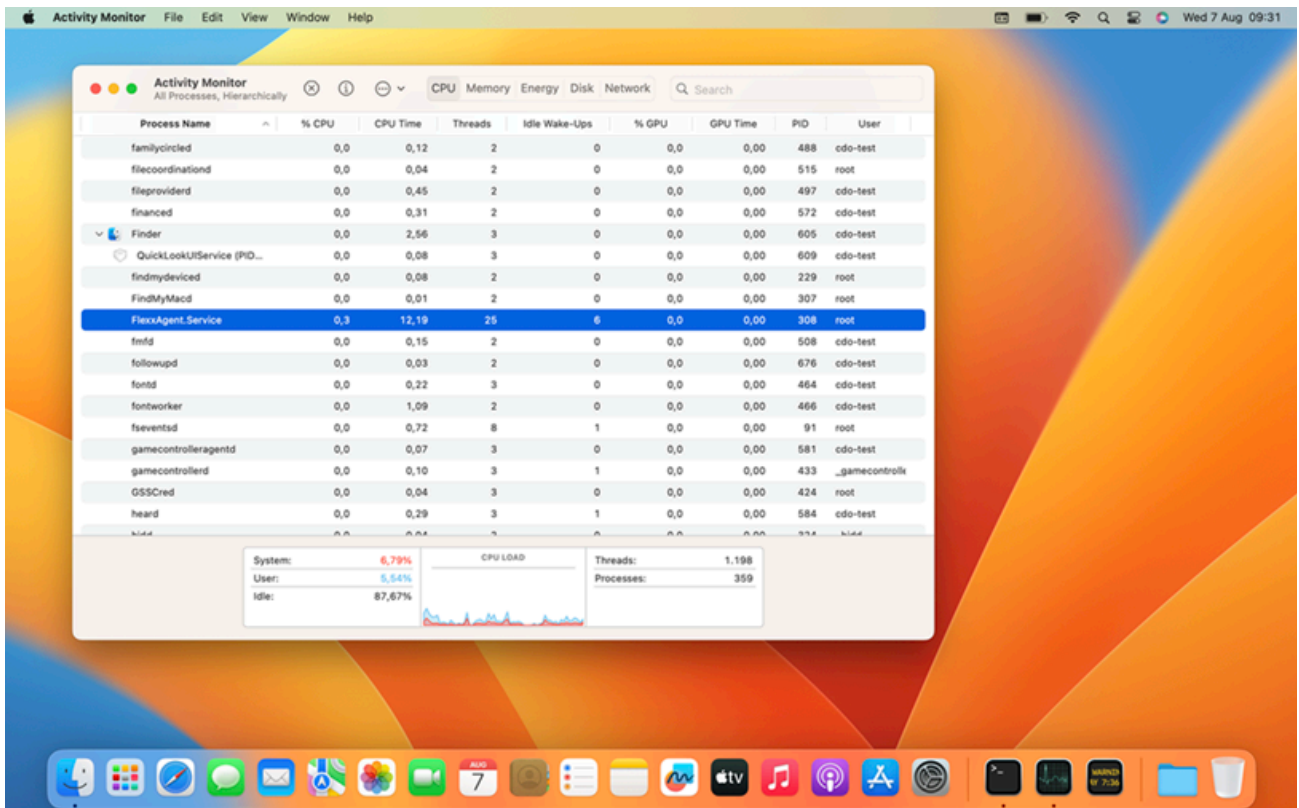 Activity Monitor File Edit View Window Help Wed 7 Aug 09:31
Activity Monitor
All Processes, Hierarchically
CPU Memory Energy Disk Network Search
Process Name % CPU CPU Time Threads Idle Wake-Ups % GPU GPU Time PID User
familycircled 0,0 0,12 2 0 0,0 0,00 488 cdo-test
filecoordinationd 0,0 0,04 2 0 0,0 0,00 515 root
fileproviderd 0,0 0,45 2 0 0,0 0,00 497 cdo-test
financed 0,0 0,31 2 0 0,0 0,00 572 cdo-test
Finder 0,0 2,56 3 0 0,0 0,00 605 cdo-test
QuickLookUIService (PID... 0,0 0,08 3 0 0,0 0,00 609 cdo-test
findmydeviced 0,0 0,08 2 0 0,0 0,00 229 root
FindMyMacd 0,0 0,01 2 0 0,0 0,00 307 root
FlexxAgent.Service 0,3 12,19 25 6 0,0 0,00 308 root
fmfd 0,0 0,15 2 0 0,0 0,00 508 cdo-test
followupd 0,0 0,03 2 0 0,0 0,00 676 cdo-test
fontd 0,0 0,22 3 0 0,0 0,00 464 cdo-test
fontworker 0,0 1,09 2 0 0,0 0,00 466 cdo-test
fseventsd 0,0 0,72 8 1 0,0 0,00 91 root
gamecontrolleragentd 0,0 0,07 3 0 0,0 0,00 581 cdo-test
gamecontrollerd 0,0 0,10 3 1 0,0 0,00 433 _gamecontrolle
GSSCred 0,0 0,04 3 0 0,0 0,00 424 root
heard 0,0 0,29 3 1 0,0 0,00 584 cdo-test
System: 6,79% CPU LOAD Threads: 1.198
User: 5,54% Processes: 359
Idle: 87,67%
AUG
7
tv
WARND
7:36